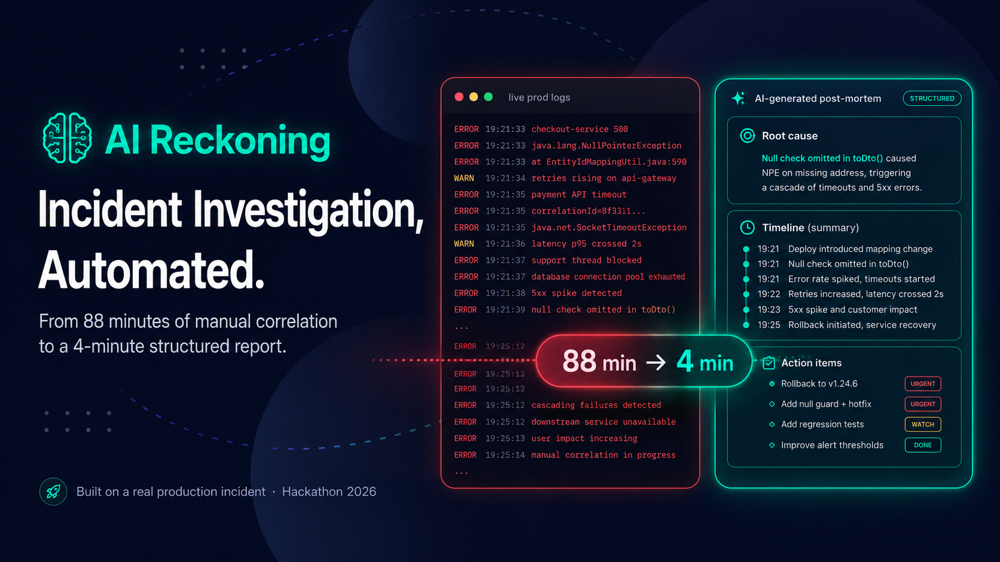 AI Reckoning
Incident Investigation,
Automated.
From 88 minutes of manual correlation
to a 4-minute structured report.
Built on a real production incident · Hackathon 2026
live prod logs
ERROR 19:21:33 checkout-service 500
ERROR 19:21:33 java.lang.NullPointerException
ERROR 19:21:33 at EntityIdMappingUtil.java:590
WARN 19:21:34 retries rising on api-gateway
ERROR 19:21:35 payment API timeout
ERROR 19:21:35 correlationId=8f3311...
ERROR 19:21:35 java.net.SocketTimeoutException
WARN 19:21:36 latency p95 crossed 2s
ERROR 19:21:37 support thread blocked
ERROR 19:21:37 database connection pool exhausted
ERROR 19:21:38 5xx spike detected
ERROR 19:21:39 null check omitted in toDto()
...
ERROR 19:25:12
ERROR 19:25:13
ERROR 19:25:12
ERROR 19:25:12 cascading failures detected
ERROR 19:25:12 downstream service unavailable
ERROR 19:25:13 user impact increasing
ERROR 19:25:14 manual correlation in progress
...
88 min → 4 min
AI-generated post-mortem STRUCTURED
Root cause
Null check omitted in toDto() caused
NPE on missing address, triggering
a cascade of timeouts and 5xx errors.
Timeline (summary)
19:21 Deploy introduced mapping change
19:21 Null check omitted in toDto()
19:21 Error rate spiked, timeouts started
19:22 Retries increased, latency crossed 2s
19:23 5xx spike and customer impact
19:25 Rollback initiated, service recovery
Action items
Rollback to v1.24.6 URGENT
Add null guard + hotfix URGENT
Add regression tests WATCH
Improve alert thresholds DONE